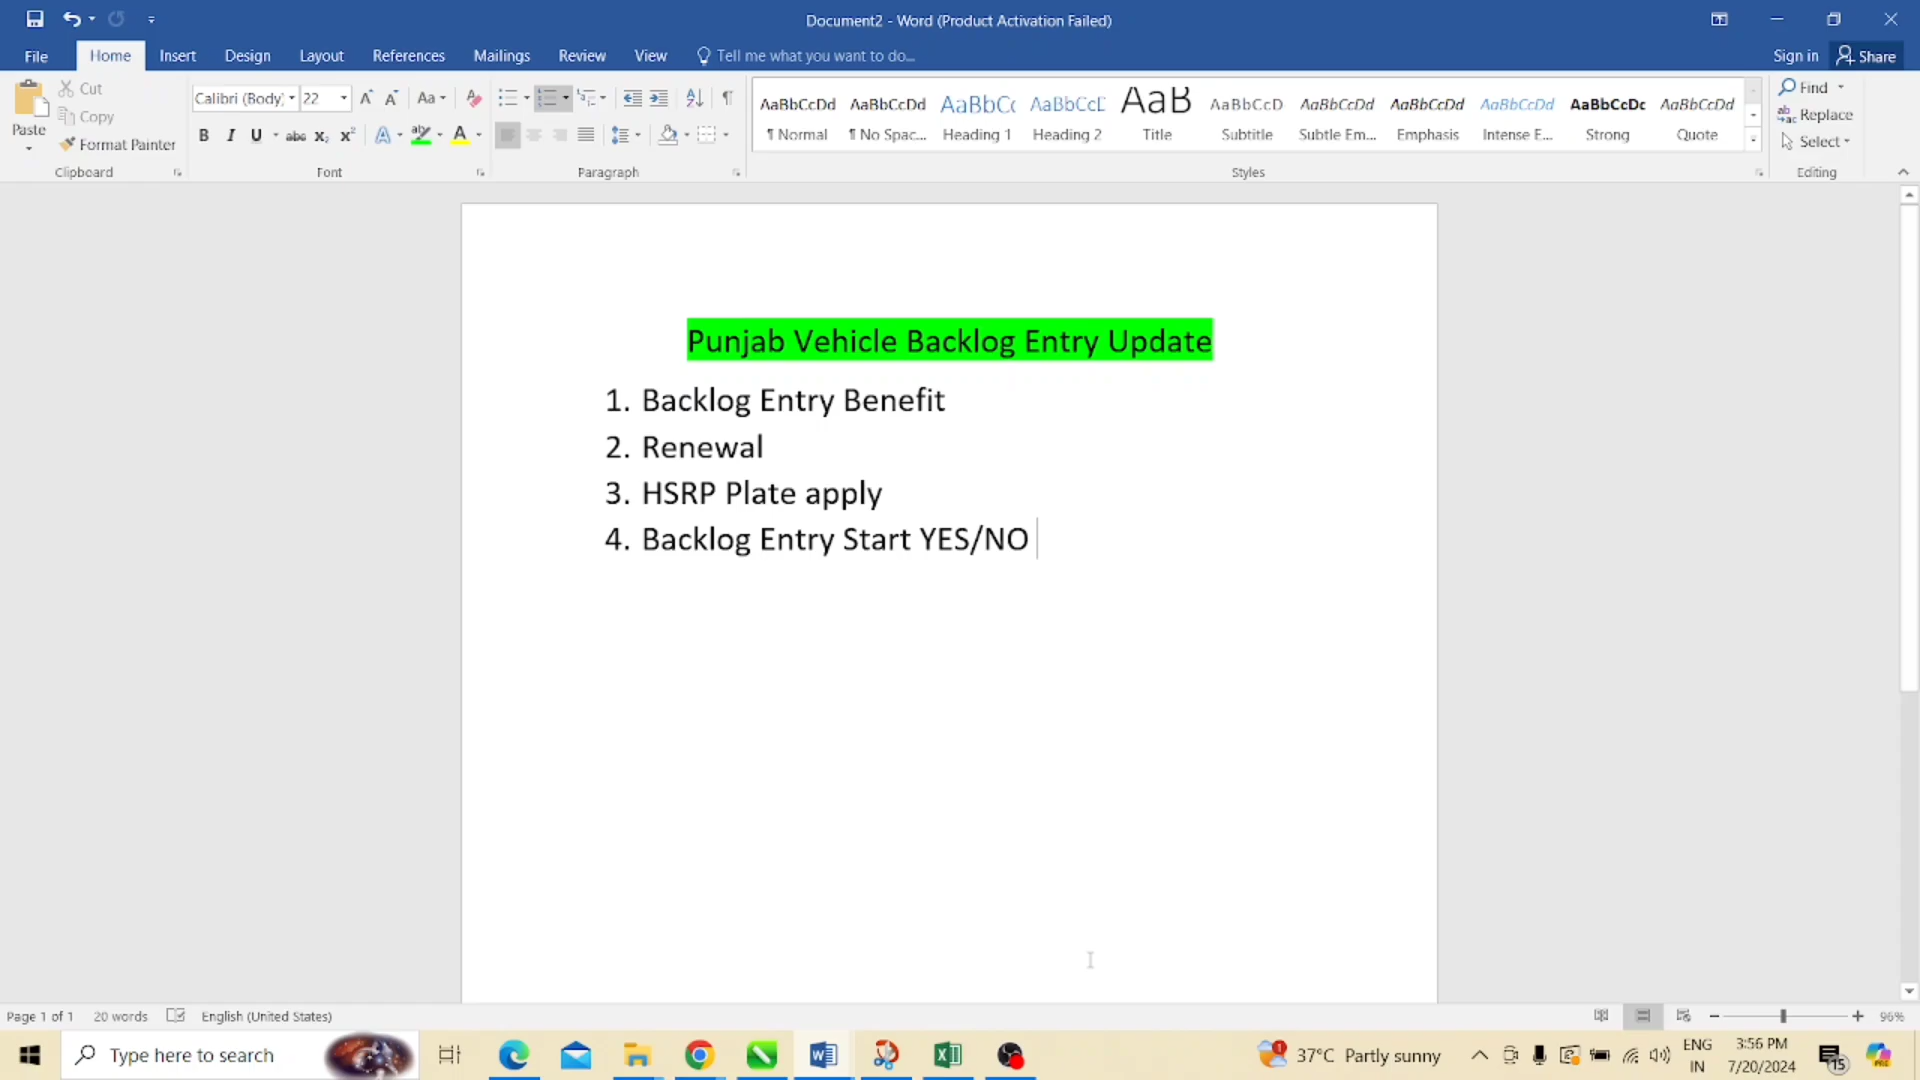 Document2 - Word (Product Activation Failed)
File Home Insert Design Layout References Mailings Review View Tell me what you want to do... Sign in Share
Paste Cut Copy Format Painter Clipboard
Calibri (Body) 22 Aa Font
Paragraph
AaBbCcDd AaBbCcDd AaBbCc AaBbCcD AaB AaBbCcD AaBbCcDd AaBbCcDd AaBbCcDd AaBbCcDc AaBbCcDd
¶ Normal ¶ No Spac... Heading 1 Heading 2 Title Subtitle Subtle Em... Emphasis Intense E... Strong Quote
Styles
Find
Replace
Select
Editing
Punjab Vehicle Backlog Entry Update
1. Backlog Entry Benefit
2. Renewal
3. HSRP Plate apply
4. Backlog Entry Start YES/NO
Page 1 of 1 20 words English (United States) 96%
Type here to search 37°C Partly sunny ENG IN 3:56 PM 7/20/2024 15